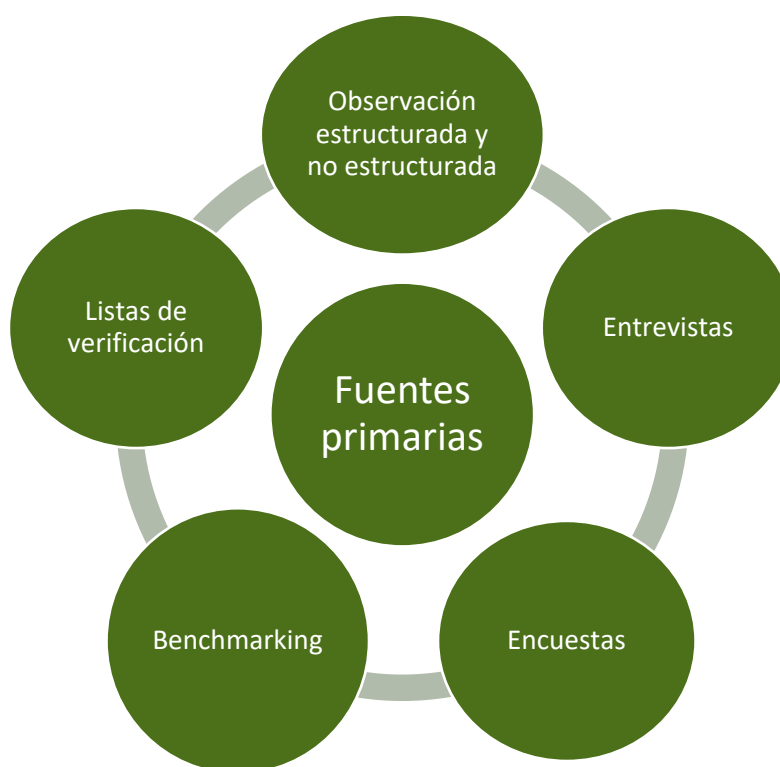 Observación
estructurada y
no estructurada
Listas de
verificación
Entrevistas
Fuentes
primarias
Benchmarking
Encuestas